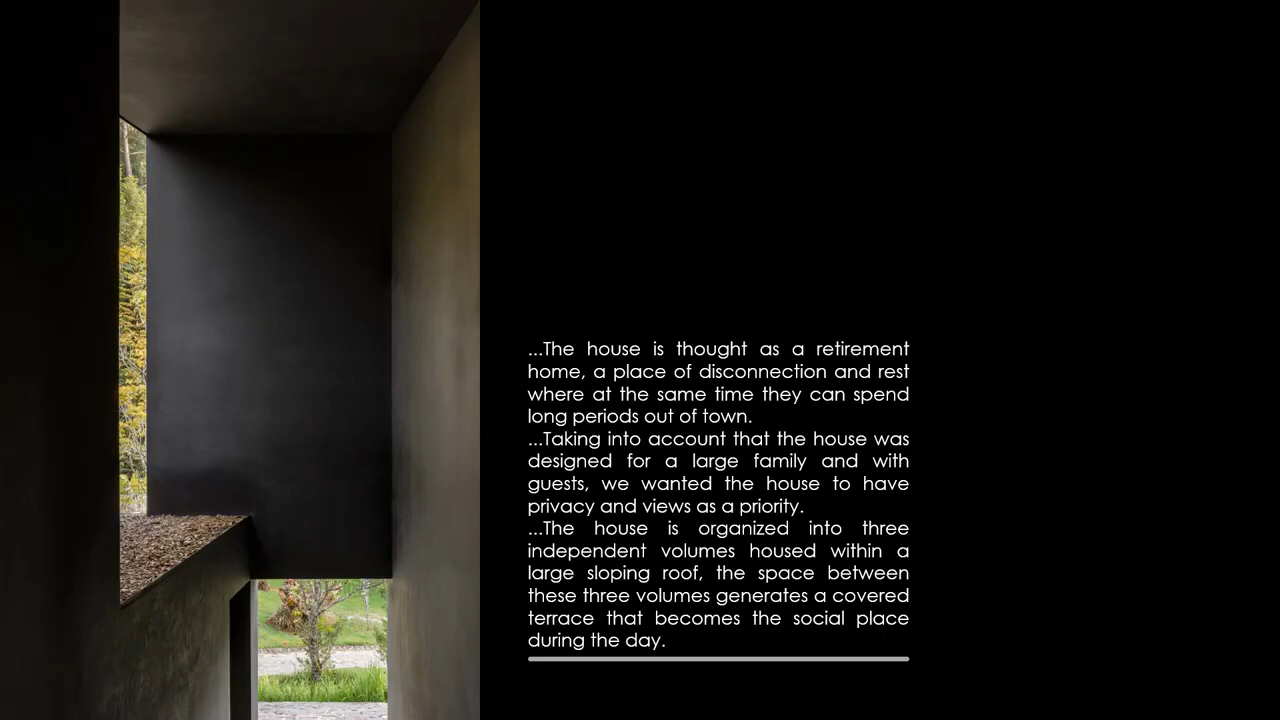 ...The house is thought as a retirement
home, a place of disconnection and rest
where at the same time they can spend
long periods out of town.
...Taking into account that the house was
designed for a large family and with
guests, we wanted the house to have
privacy and views as a priority.
...The house is organized into three
independent volumes housed within a
large sloping roof, the space between
these three volumes generates a covered
terrace that becomes the social place
during the day.